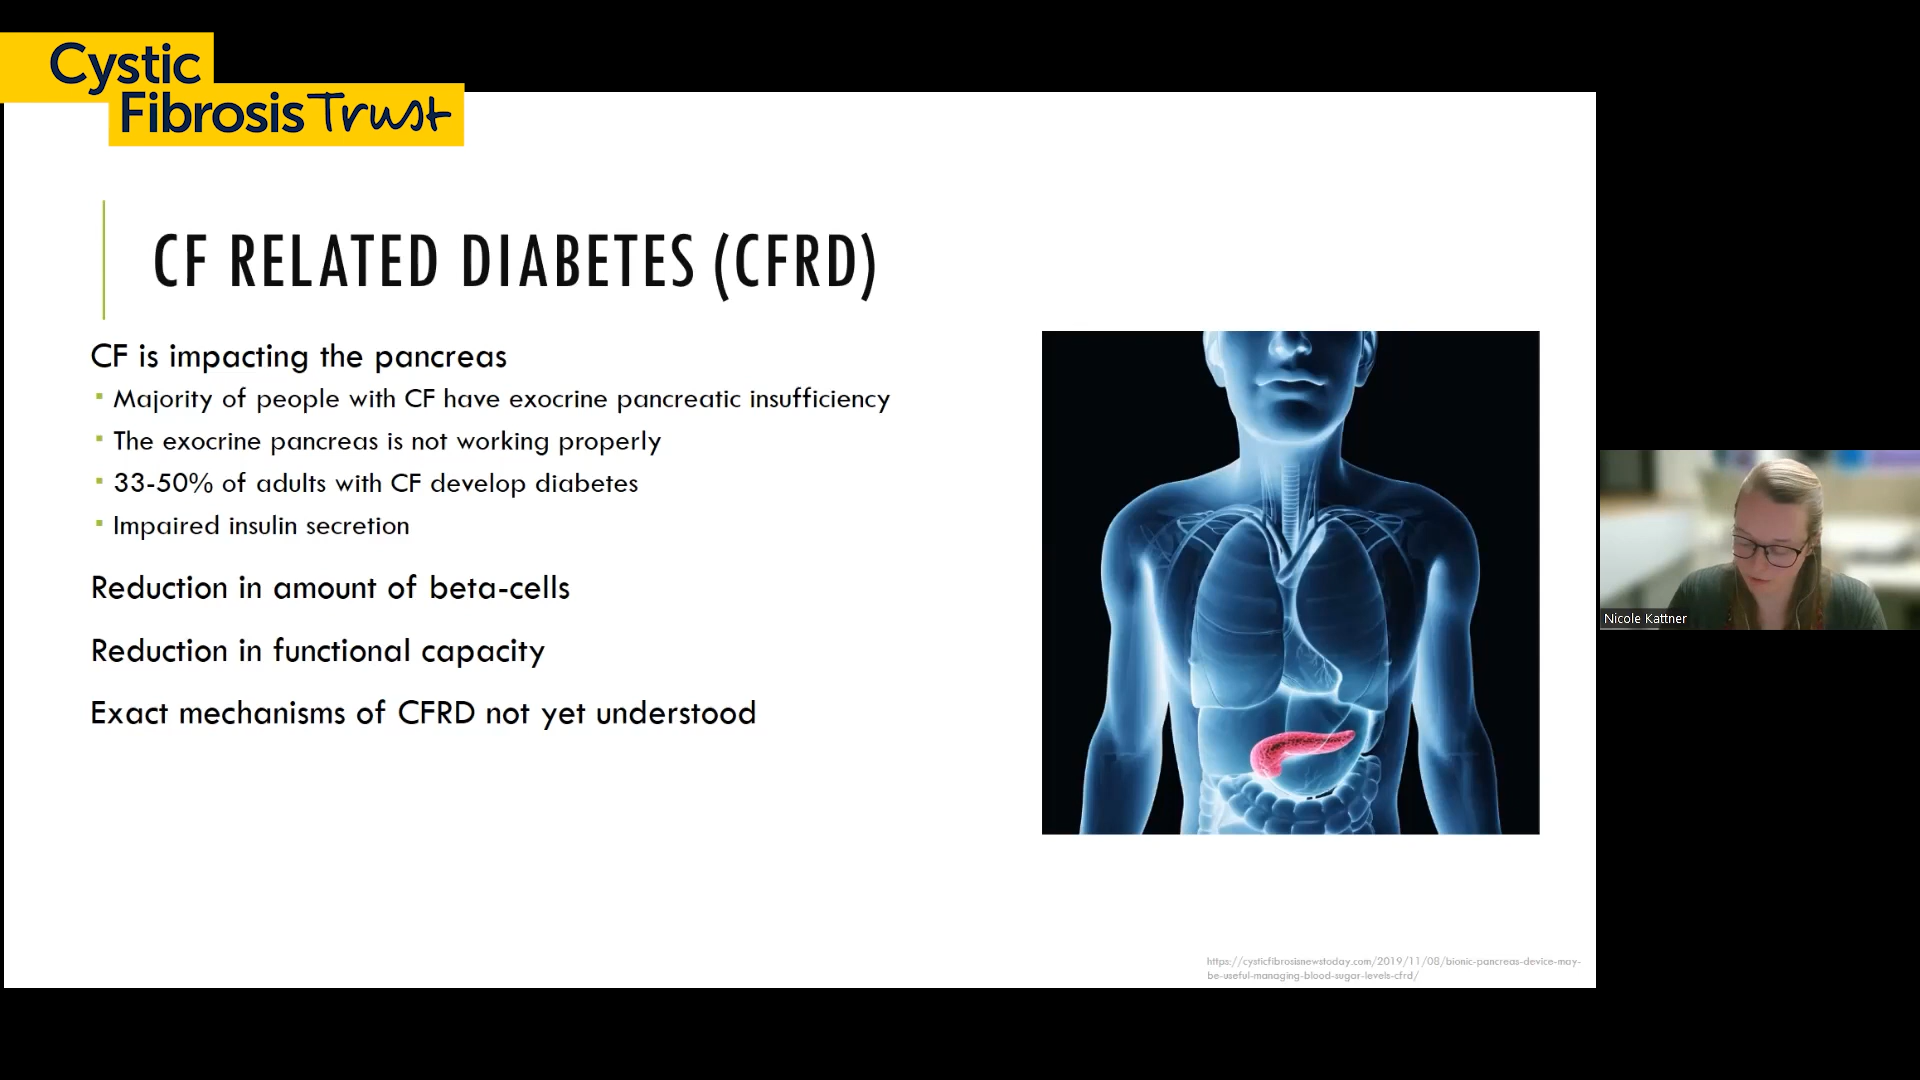 Cystic
Fibrosis Trust
CF RELATED DIABETES (CFRD)
CF is impacting the pancreas
▪ Majority of people with CF have exocrine pancreatic insufficiency
▪ The exocrine pancreas is not working properly
▪ 33-50% of adults with CF develop diabetes
▪ Impaired insulin secretion
Reduction in amount of beta-cells
Reduction in functional capacity
Exact mechanisms of CFRD not yet understood
Nicole Kattner
https://cysticfibrosisnewstoday.com/2019/11/08/bionic-pancreas-device-may-
be-useful-managing-blood-sugar-levels-cfrd/